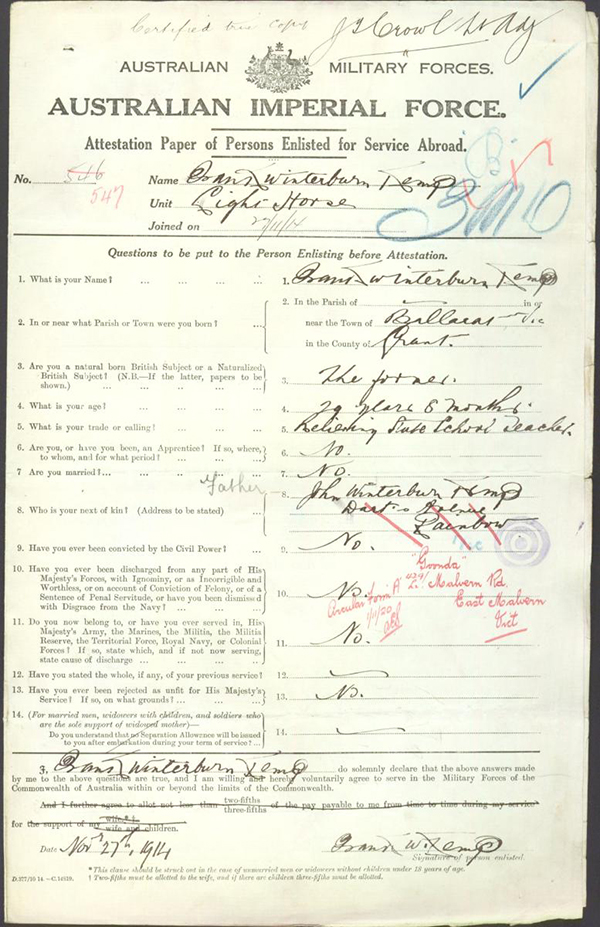 Certified true copy J S Crowl Lt Adj
AUSTRALIAN MILITARY FORCES.
AUSTRALIAN IMPERIAL FORCE.
Attestation Paper of Persons Enlisted for Service Abroad.
No. 546 Name Evans Winterburn Kemp
547 Unit Light Horse
Joined on 27/11/14
Questions to be put to the Person Enlisting before Attestation.
1. What is your Name? ... ... ... ... 1. Evans Winterburn Kemp
2. In or near what Parish or Town were you born? ... 2. In the Parish of in or
near the Town of Ballarat Vic
in the County of Grant.
3. Are you a natural born British Subject or a Naturalized
British Subject? (N.B.—If the latter, papers to be
shown.) ... ... ... ... 3. the former.
4. What is your age? ... ... ... ... 4. 29 years 8 months.
5. What is your trade or calling? ... ... ... 5. Relieving State School Teacher.
6. Are you, or have you been, an Apprentice? If so, where,
to whom, and for what period? ... ... ... 6. No.
7 Are you married?... ... ... ... 7. No.
Father
8. Who is your next of kin? (Address to be stated) ... 8. John Winterburn Kemp
Avenue
Rainbow
9. Have you ever been convicted by the Civil Power? ... 9. No.
10. Have you ever been discharged from any part of His
Majesty's Forces, with Ignominy, or as Incorrigible and
Worthless, or on account of Conviction of Felony, or of a
Sentence of Penal Servitude, or have you been dismissed
with Disgrace from the Navy? ... ... ... 10. No.
"Goonda"
Malvern Rd,
East Malvern
Vict
Circular form "A"
11. Do you now belong to, or have you ever served in, His
Majesty's Army, the Marines, the Militia, the Militia
Reserve, the Territorial Force, Royal Navy, or Colonial
Forces? If so, state which, and if not now serving,
state cause of discharge ... ... ... ... 11. No.
12. Have you stated the whole, if any, of your previous service? 12.
13. Have you ever been rejected as unfit for His Majesty's
Service? If so, on what grounds? ... ... ... 13. No.
14. (For married men, widowers with children, and soldiers who
are the sole support of widowed mother)—
Do you understand that no Separation Allowance will be issued
to you after embarkation during your term of service? ... 14.
I, Evans Winterburn Kemp do solemnly declare that the above answers made
by me to the above questions are true, and I am willing and hereby voluntarily agree to serve in the Military Forces of the
Commonwealth of Australia within or beyond the limits of the Commonwealth.
And I further agree to allot not less than two-fifths three-fifths of the pay payable to me from time to time during my service
for the support of my wife.† wife and children.
Date Novr 27th, 1914 Evans W. Kemp
Signature of person enlisted.
D.377/10.14.—C.14519.
* This clause should be struck out in the case of unmarried men or widowers without children under 18 years of age.
† Two-fifths must be allotted to the wife, and if there are children three-fifths must be allotted.